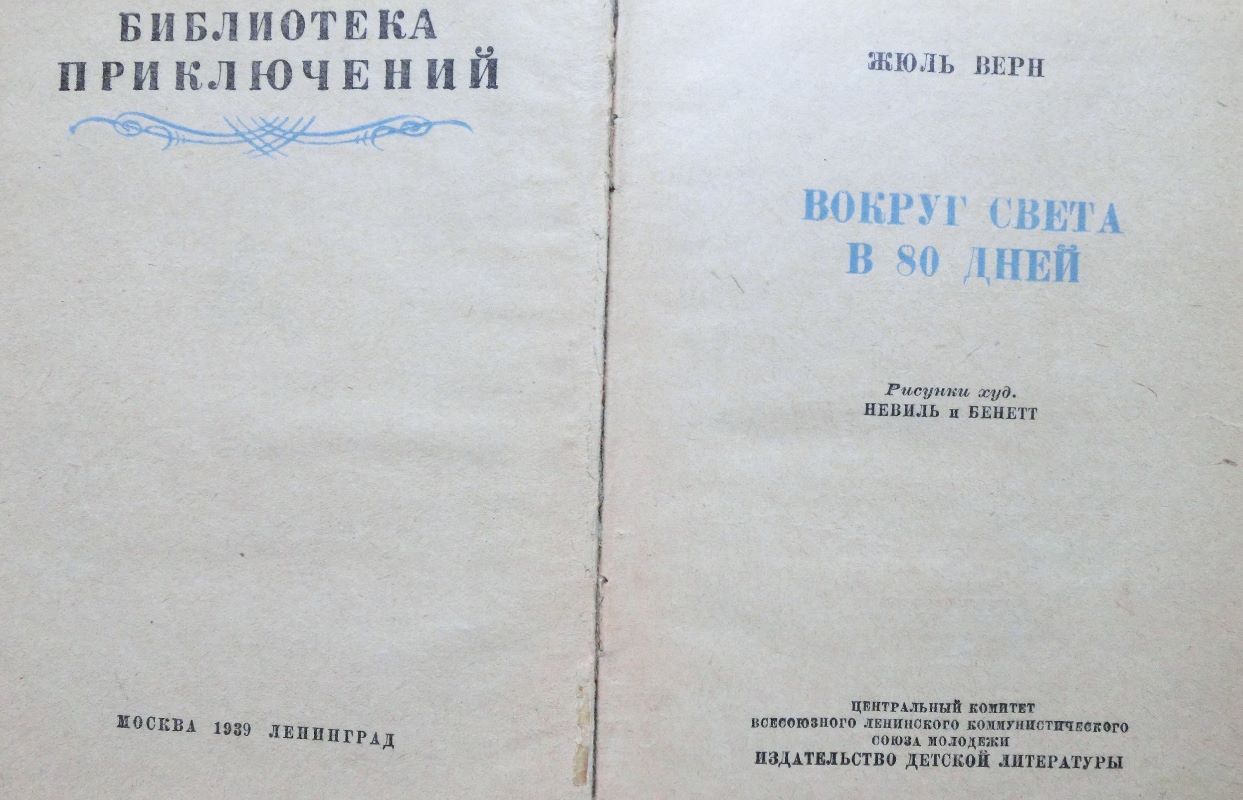 БИБЛИОТЕКА
ПРИКЛЮЧЕНИЙ
МОСКВА 1939 ЛЕНИНГРАД
ЖЮЛЬ ВЕРН
ВОКРУГ СВЕТА
В 80 ДНЕЙ
Рисунки худ.
НЕВИЛЬ и БЕНЕТТ
ЦЕНТРАЛЬНЫЙ КОМИТЕТ
ВСЕСОЮЗНОГО ЛЕНИНСКОГО КОММУНИСТИЧЕСКОГО
СОЮЗА МОЛОДЕЖИ
ИЗДАТЕЛЬСТВО ДЕТСКОЙ ЛИТЕРАТУРЫ